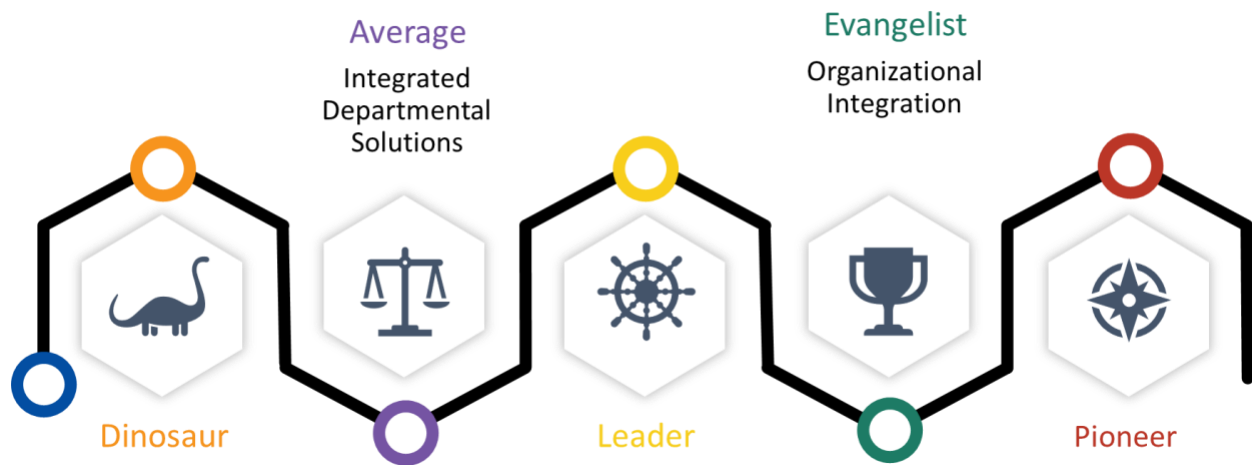 Average
Integrated
Departmental
Solutions
Evangelist
Organizational
Integration
Dinosaur
Leader
Pioneer